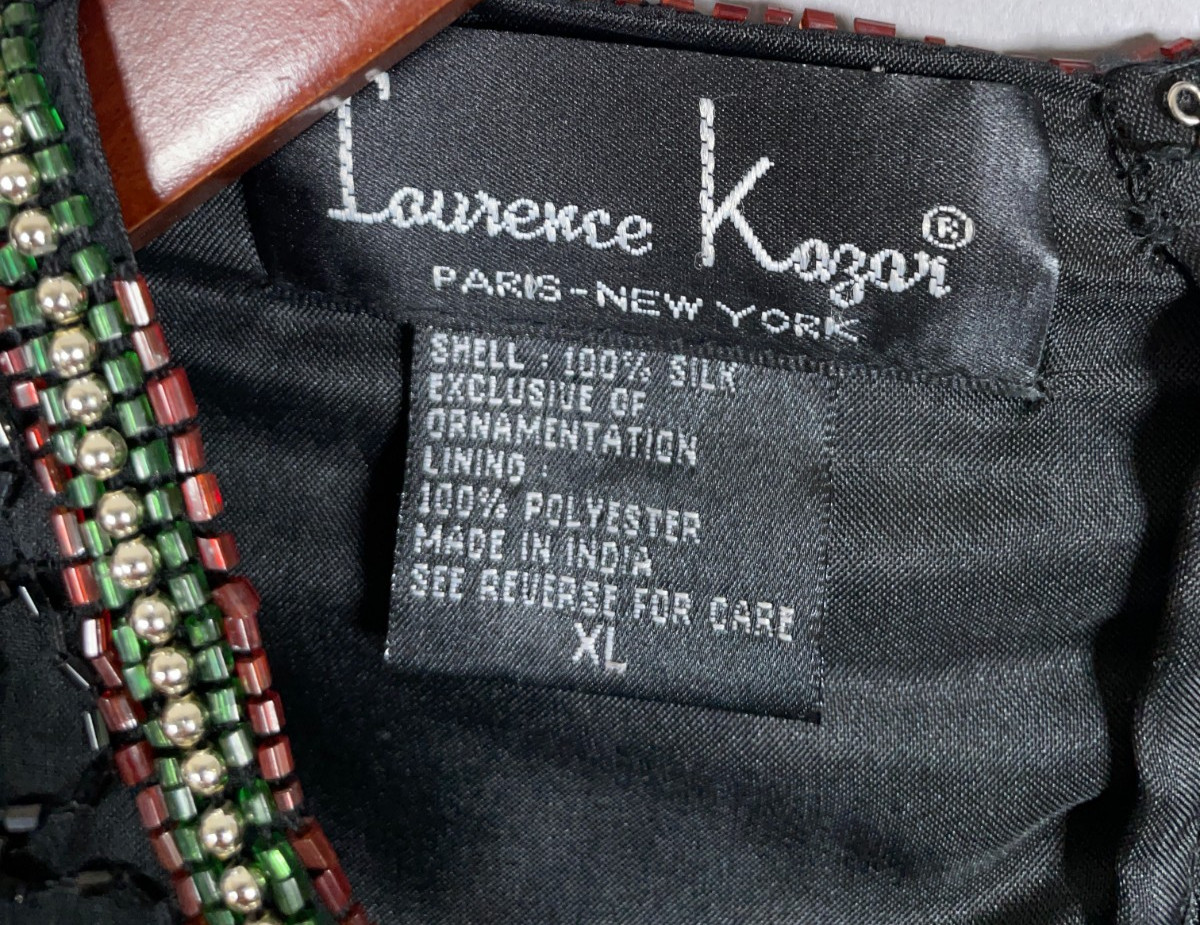 Laurence Kazar®
PARIS-NEW YORK
SHELL : 100% SILK
EXCLUSIVE OF
ORNAMENTATION
LINING :
100% POLYESTER
MADE IN INDIA
SEE REVERSE FOR CARE
XL